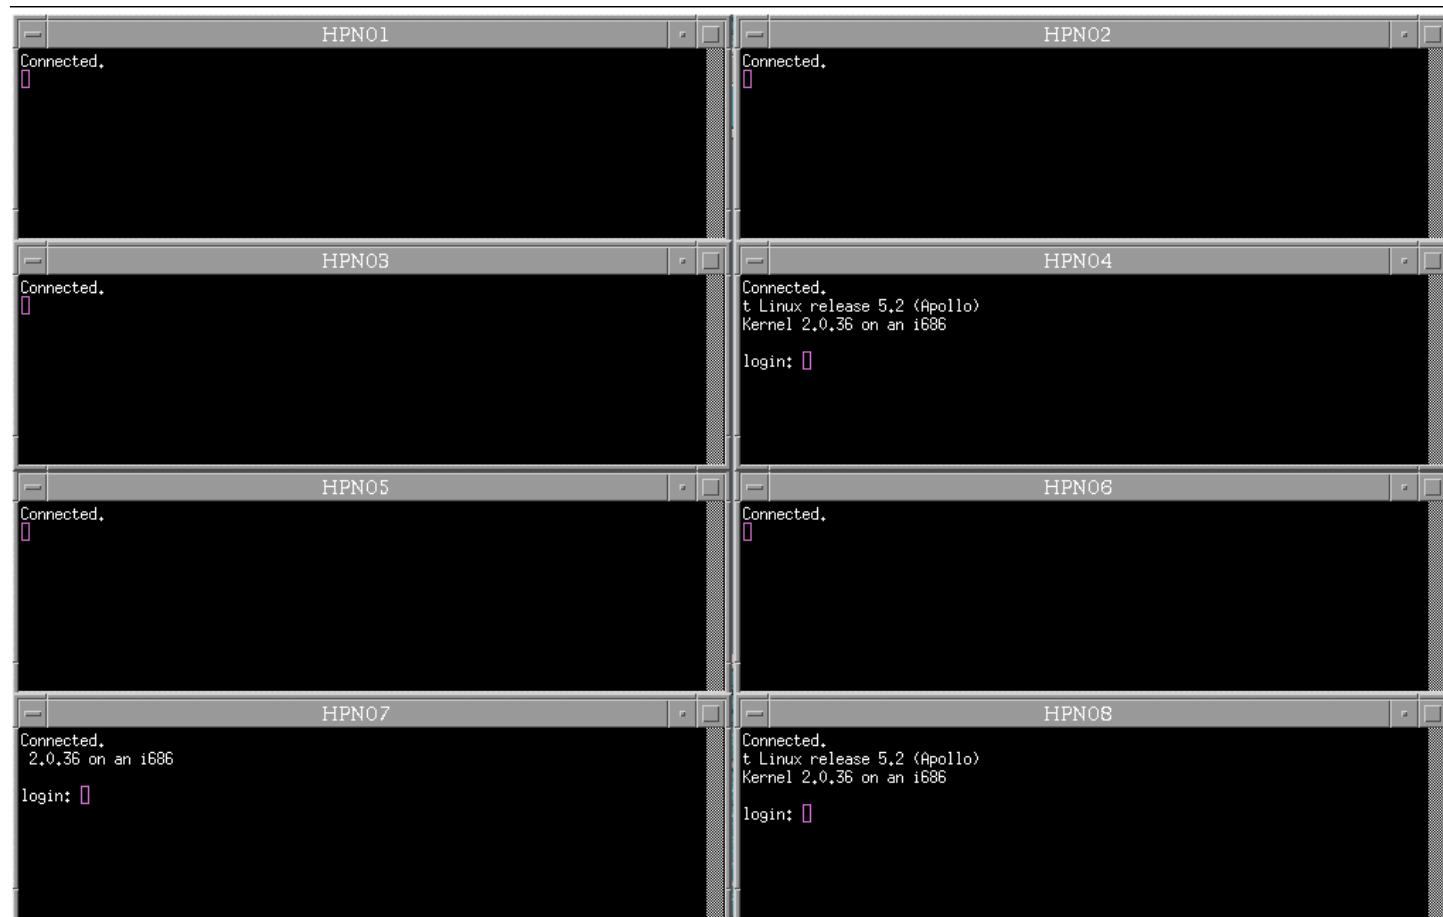 HPN01
Connected.
HPN02
Connected.
HPN03
Connected.
HPN04
Connected.
t Linux release 5.2 (Apollo)
Kernel 2.0.36 on an i686
login:
HPN05
Connected.
HPN06
Connected.
HPN07
Connected.
2.0.36 on an i686
login:
HPN08
Connected.
t Linux release 5.2 (Apollo)
Kernel 2.0.36 on an i686
login: